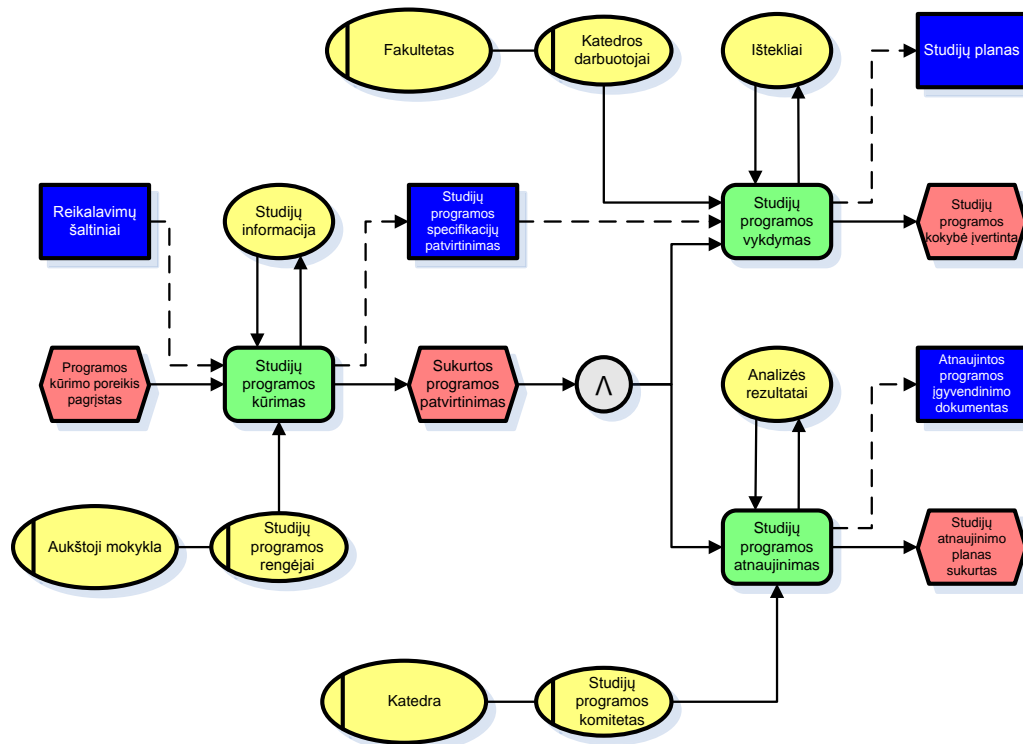 Fakultetas
Katedros
darbuotojai
Ištekliai
Studijų planas
Reikalavimų
šaltiniai
Studijų
informacija
Studijų
programos
specifikacijų
patvirtinimas
Studijų
programos
vykdymas
Studijų
programos
kokybė įvertinta
Programos
kūrimo poreikis
pagrįstas
Studijų
programos
kūrimas
Sukurtos
programos
patvirtinimas
Λ
Analizės
rezultatai
Atnaujintos
programos
įgyvendinimo
dokumentas
Aukštoji mokykla
Studijų
programos
rengėjai
Studijų
programos
atnaujinimas
Studijų
atnaujinimo
planas
sukurtas
Katedra
Studijų
programos
komitetas